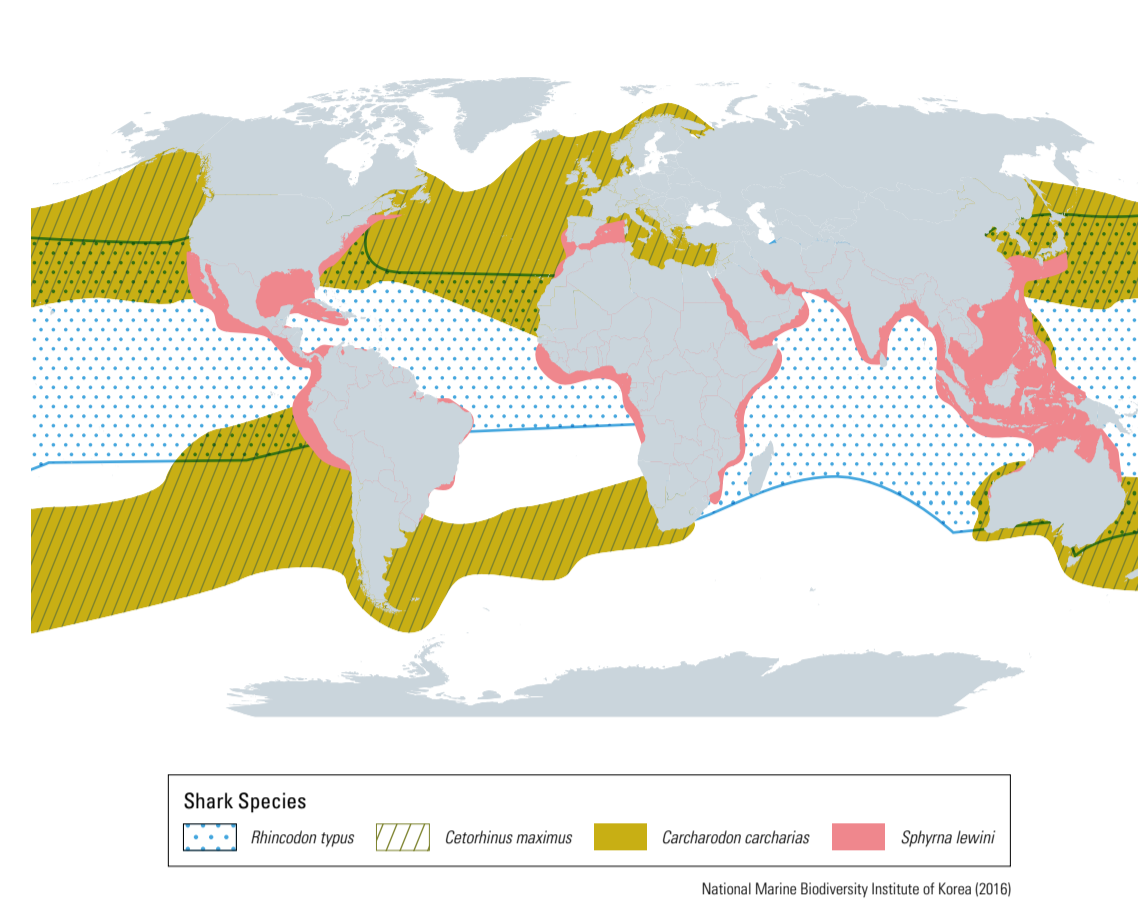 Shark Species
Rhincodon typus
Cetorhinus maximus
Carcharodon carcharias
Sphyrna lewini
National Marine Biodiversity Institute of Korea (2016)